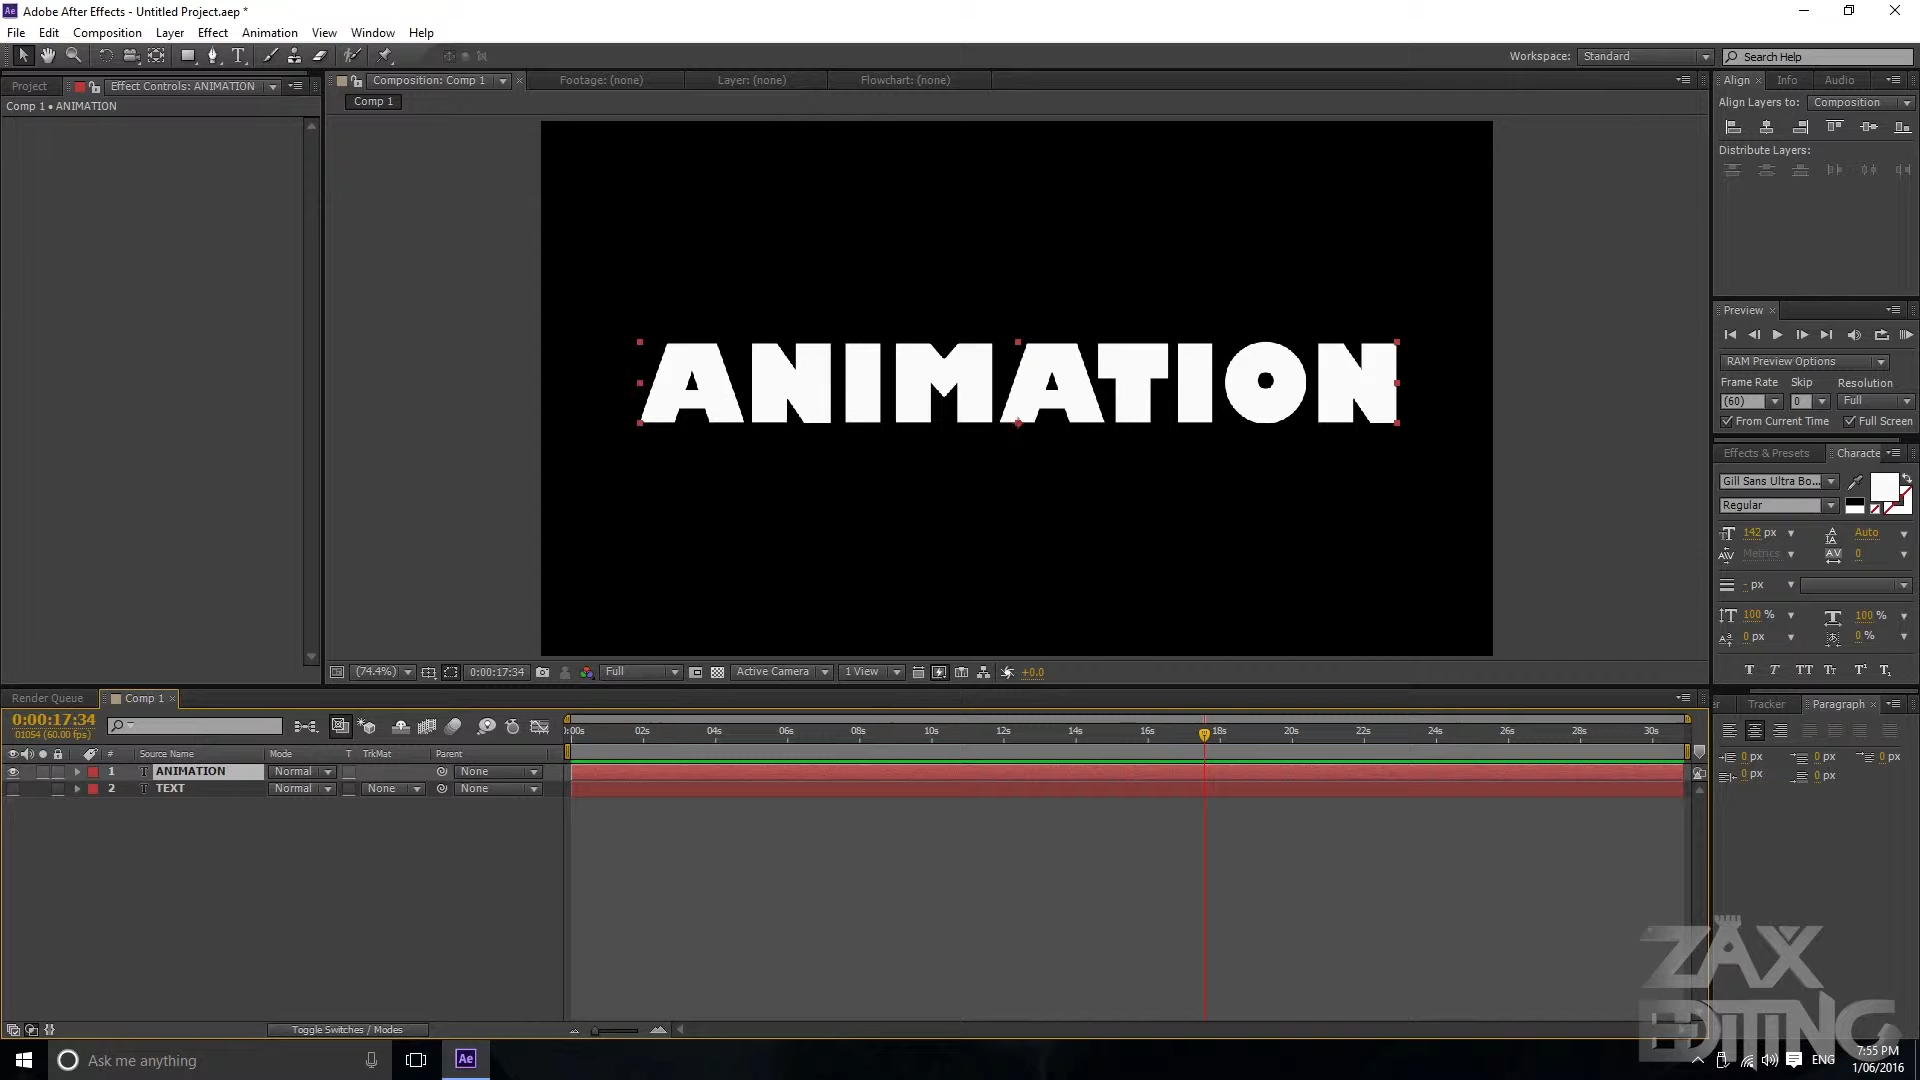 Adobe After Effects - Untitled Project.aep *
File Edit Composition Layer Effect Animation View Window Help
Workspace: Standard Search Help
Project Effect Controls: ANIMATION Composition: Comp 1 Footage: (none) Layer: (none) Flowchart: (none) Align Info Audio
Comp 1 • ANIMATION Comp 1
Align Layers to: Composition
Distribute Layers:
ANIMATION
Preview
RAM Preview Options
Frame Rate Skip Resolution
(60) 0 Full
From Current Time Full Screen
Effects & Presets Characte
Gill Sans Ultra Bo...
Regular
142 px Auto
Metrics 0
- px
100 % 100 %
0 px 0 %
T T TT TT T¹ T₁
(74.4%) 0:00:17:34 Full Active Camera 1 View +0.0
Render Queue Comp 1
er Tracker Paragraph
0:00:17:34
01054 (60.00 fps)
0:00s 02s 04s 06s 08s 10s 12s 14s 16s 18s 20s 22s 24s 26s 28s 30s
# Source Name Mode T TrkMat Parent
1 T ANIMATION Normal None
2 T TEXT Normal None None
0 px 0 px 0 px
0 px 0 px
Toggle Switches / Modes
ZAX
EDITING
Ask me anything Ae ENG
7:55 PM
1/06/2016